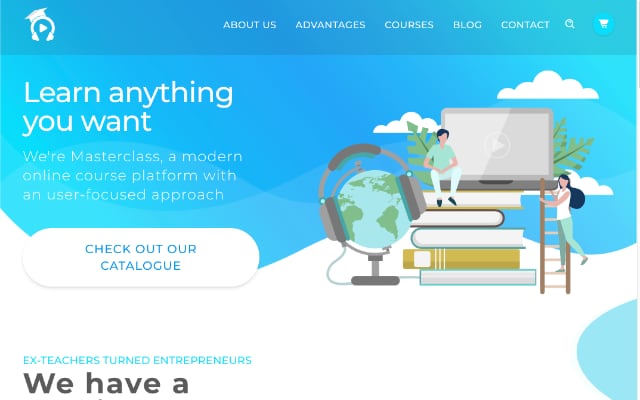 ABOUT US ADVANTAGES COURSES BLOG CONTACT
Learn anything
you want
We're Masterclass, a modern
online course platform with
an user-focused approach
CHECK OUT OUR
CATALOGUE
EX-TEACHERS TURNED ENTREPRENEURS
We have a